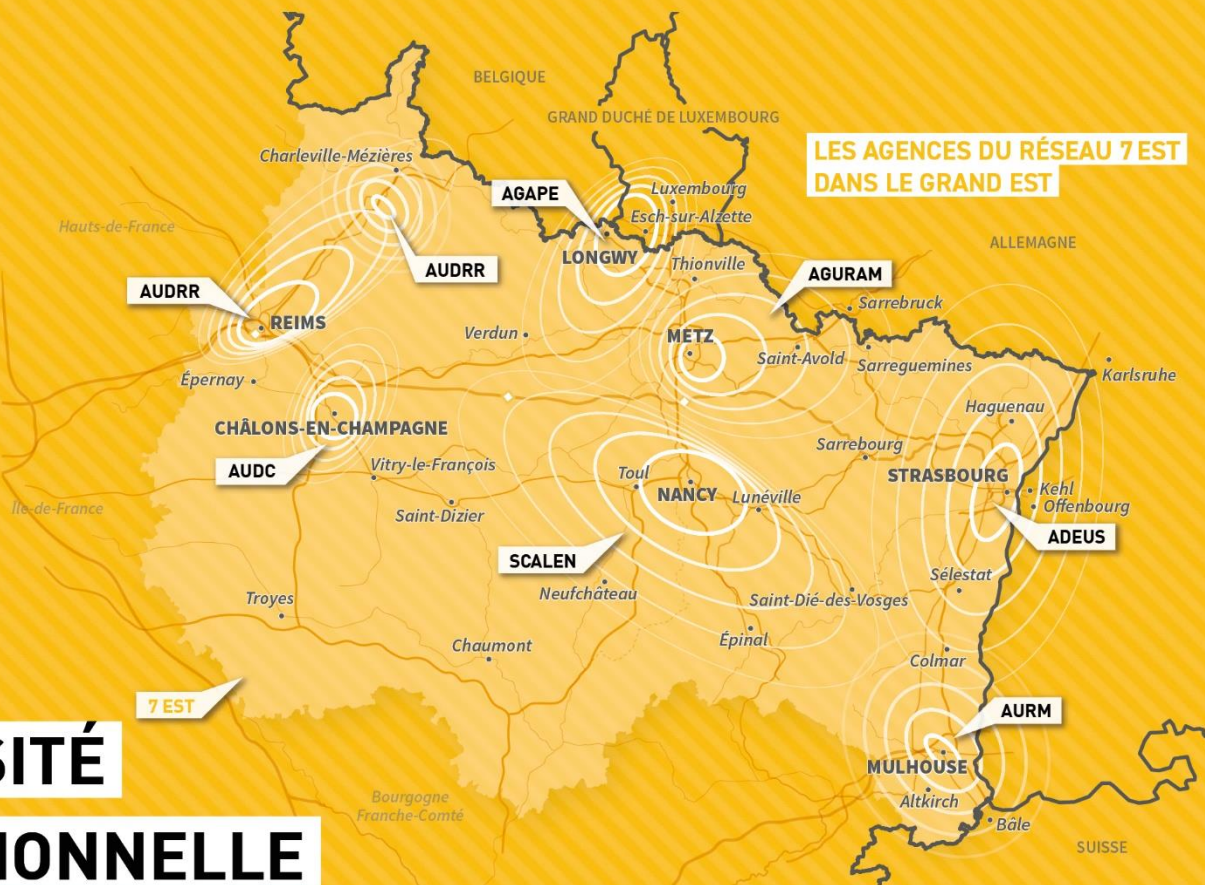 BELGIQUE
GRAND DUCHÉ DE LUXEMBOURG
LES AGENCES DU RÉSEAU 7 EST
DANS LE GRAND EST
Charleville-Mézières
AGAPE
Luxembourg
Esch-sur-Alzette
Hauts-de-France
ALLEMAGNE
LONGWY
Thionville
AUDRR
AGURAM
AUDRR
Sarrebruck
REIMS
Verdun
METZ
Saint-Avold
Sarreguemines
Karlsruhe
Épernay
Haguenau
CHÂLONS-EN-CHAMPAGNE
Sarrebourg
AUDC
Vitry-le-François
Toul
NANCY
Lunéville
STRASBOURG
Kehl
Offenbourg
Île-de-France
Saint-Dizier
ADEUS
SCALEN
Sélestat
Neufchâteau
Saint-Dié-des-Vosges
Troyes
Épinal
Chaumont
Colmar
7 EST
AURM
SITÉ
MULHOUSE
Altkirch
Bourgogne
Franche-Comté
Bâle
IONNELLE
SUISSE